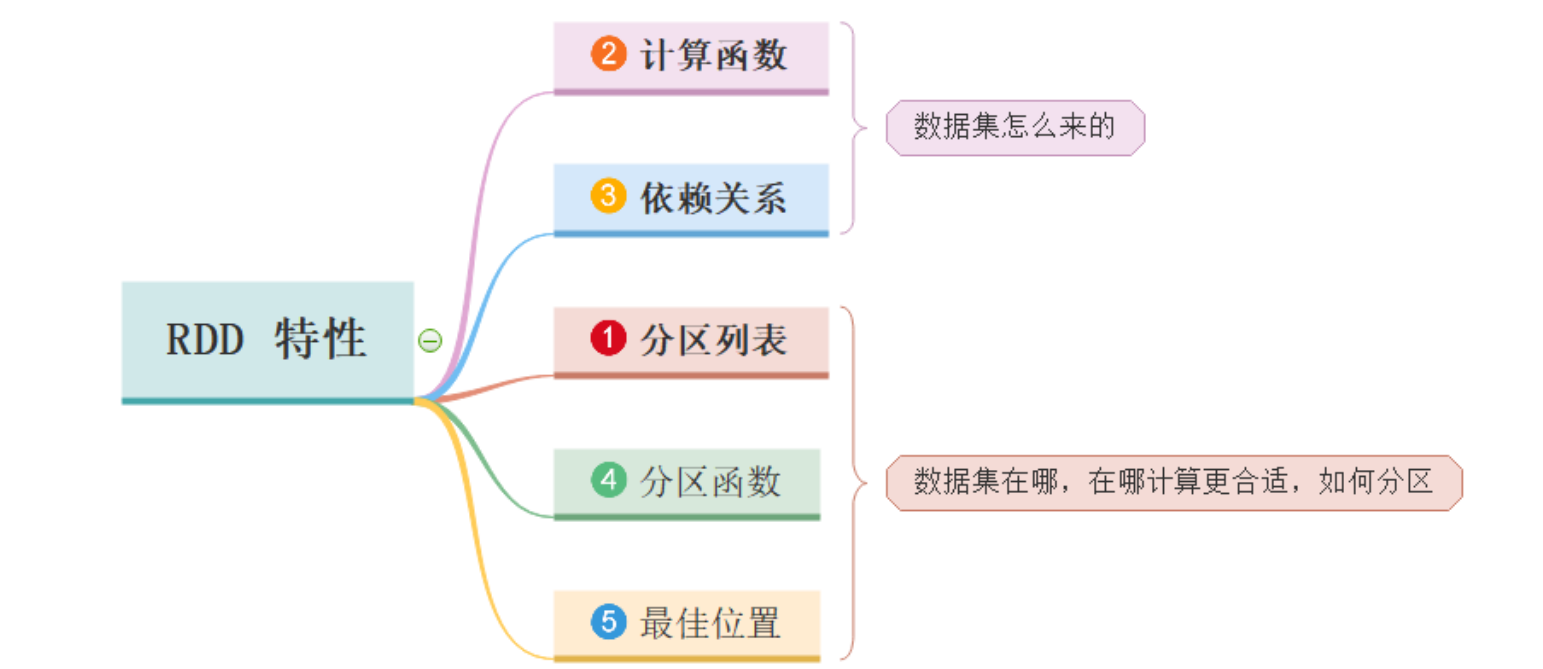 RDD 特性
2 计算函数
3 依赖关系
数据集怎么来的
1 分区列表
4 分区函数
5 最佳位置
数据集在哪，在哪计算更合适，如何分区